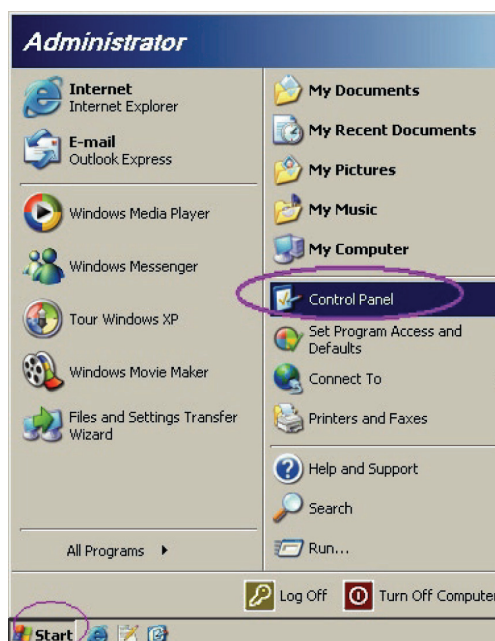 Administrator
Internet
Internet Explorer
E-mail
Outlook Express
Windows Media Player
Windows Messenger
Tour Windows XP
Windows Movie Maker
Files and Settings Transfer
Wizard
All Programs
My Documents
My Recent Documents
My Pictures
My Music
My Computer
Control Panel
Set Program Access and
Defaults
Connect To
Printers and Faxes
Help and Support
Search
Run...
Log Off
Turn Off Computer
Start